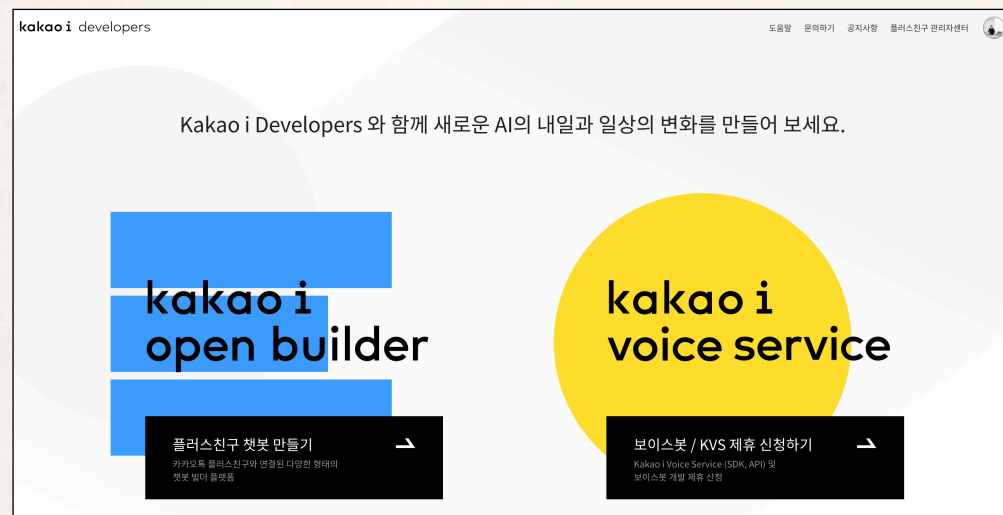 kakao i developers
도움말 문의하기 공지사항 플러스친구 관리자센터
Kakao i Developers 와 함께 새로운 AI의 내일과 일상의 변화를 만들어 보세요.
kakao i
open builder
플러스친구 챗봇 만들기
카카오톡 플러스친구와 연결된 다양한 형태의
챗봇 빌더 플랫폼
kakao i
voice service
보이스봇 / KVS 제휴 신청하기
Kakao i Voice Service (SDK, API) 및
보이스봇 개발 제휴 신청